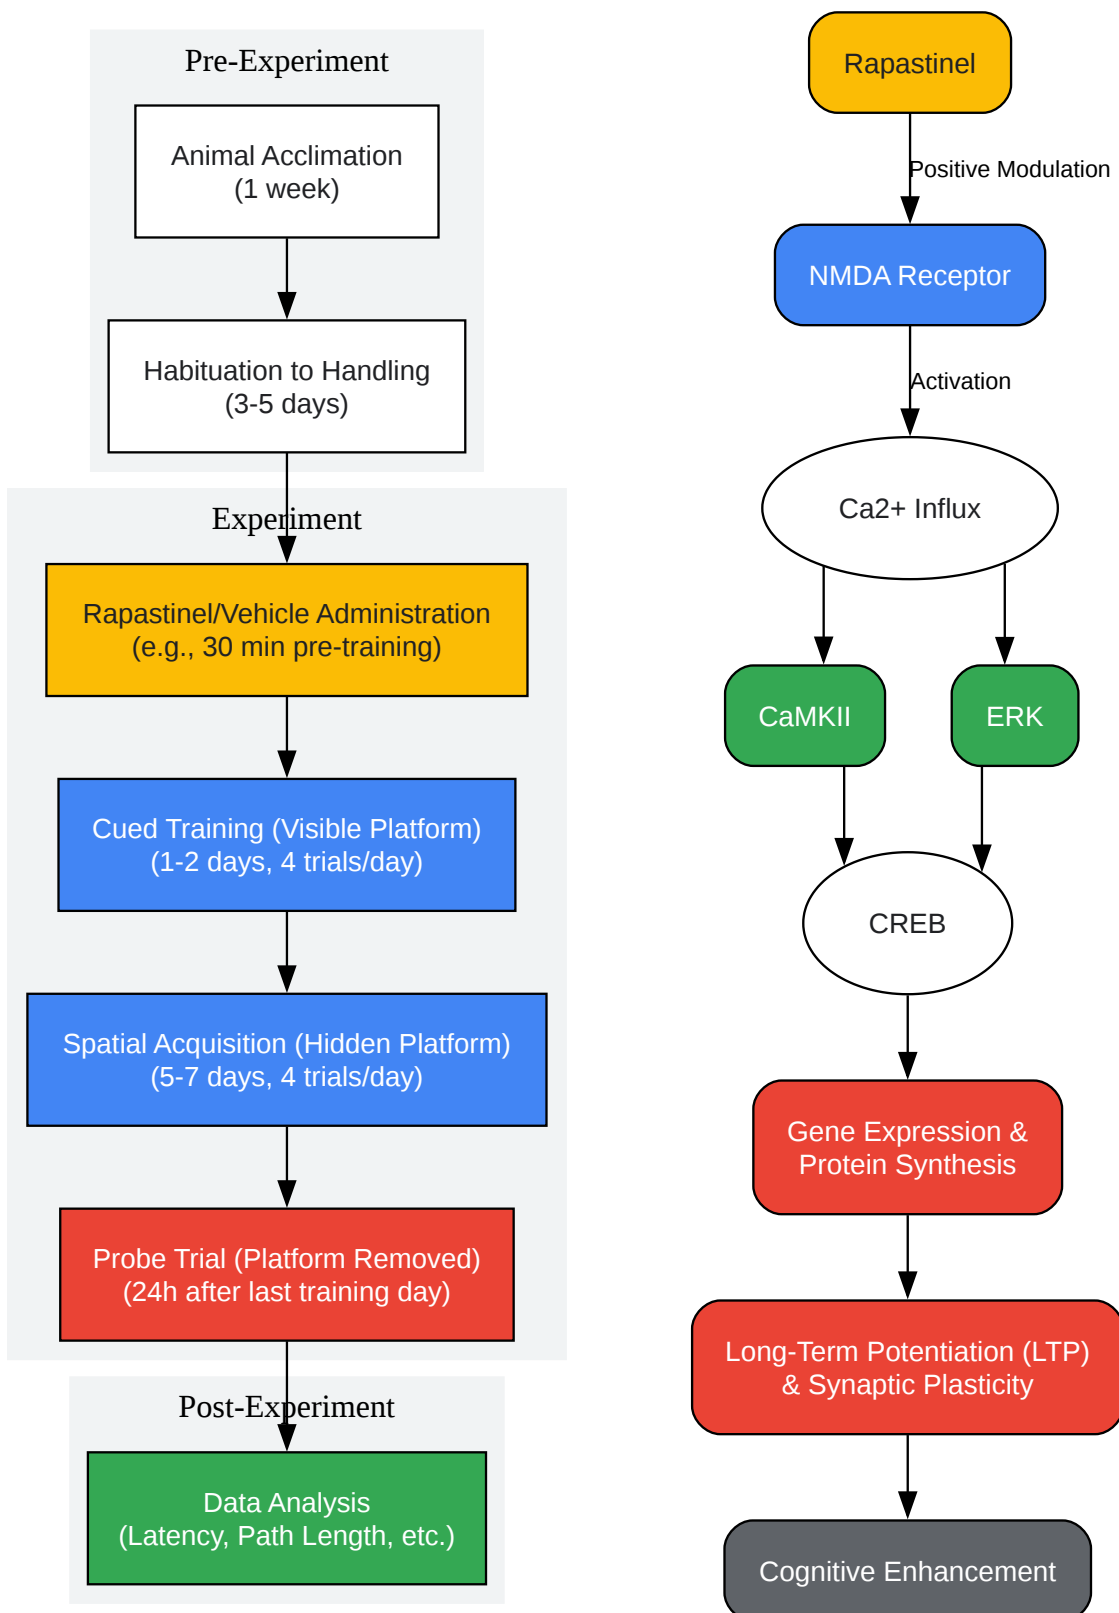 Pre-Experiment
Animal Acclimation
(1 week)
Habituation to Handling
(3-5 days)
Experiment
Rapastinel/Vehicle Administration
(e.g., 30 min pre-training)
Cued Training (Visible Platform)
(1-2 days, 4 trials/day)
Spatial Acquisition (Hidden Platform)
(5-7 days, 4 trials/day)
Probe Trial (Platform Removed)
(24h after last training day)
Post-Experiment
Data Analysis
(Latency, Path Length, etc.)
Rapastinel
Positive Modulation
NMDA Receptor
Activation
Ca2+ Influx
CaMKII
ERK
CREB
Gene Expression &
Protein Synthesis
Long-Term Potentiation (LTP)
& Synaptic Plasticity
Cognitive Enhancement